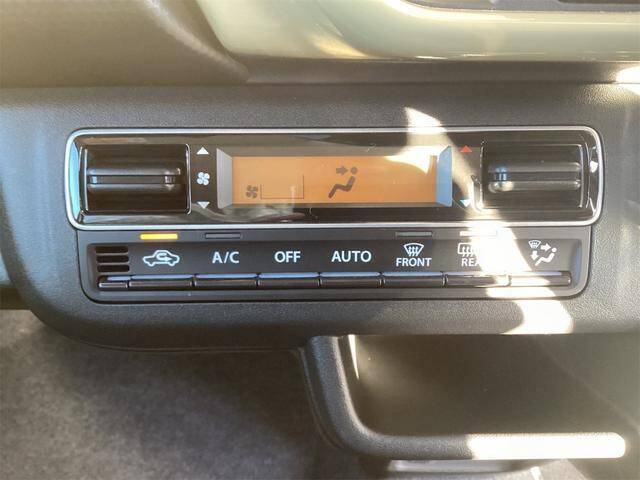 A/C OFF AUTO FRONT REAR